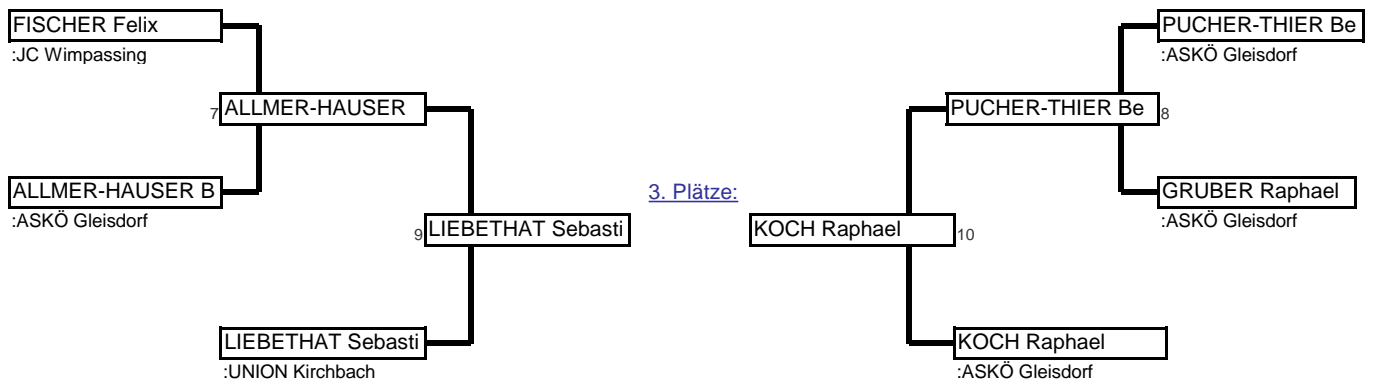 FISCHER Felix
:JC Wimpassing
7 ALLMER-HAUSER
ALLMER-HAUSER B
:ASKÖ Gleisdorf
9 LIEBETHAT Sebasti
LIEBETHAT Sebasti
:UNION Kirchbach
3. Plätze:
PUCHER-THIER Be
:ASKÖ Gleisdorf
PUCHER-THIER Be 8
GRUBER Raphael
:ASKÖ Gleisdorf
KOCH Raphael 10
KOCH Raphael
:ASKÖ Gleisdorf